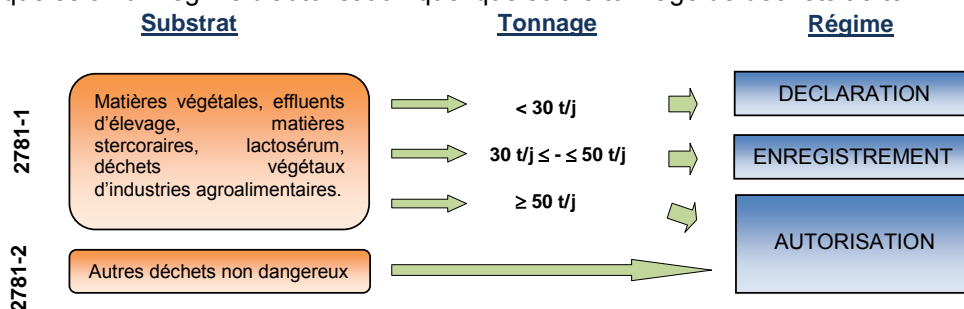 Substrat Tonnage Régime
2781-1
Matières végétales, effluents
d'élevage, matières
stercoraires, lactosérum,
déchets végétaux
d'industries agroalimentaires.
< 30 t/j
DECLARATION
30 t/j ≤ - ≤ 50 t/j
ENREGISTREMENT
≥ 50 t/j
AUTORISATION
2781-2
Autres déchets non dangereux